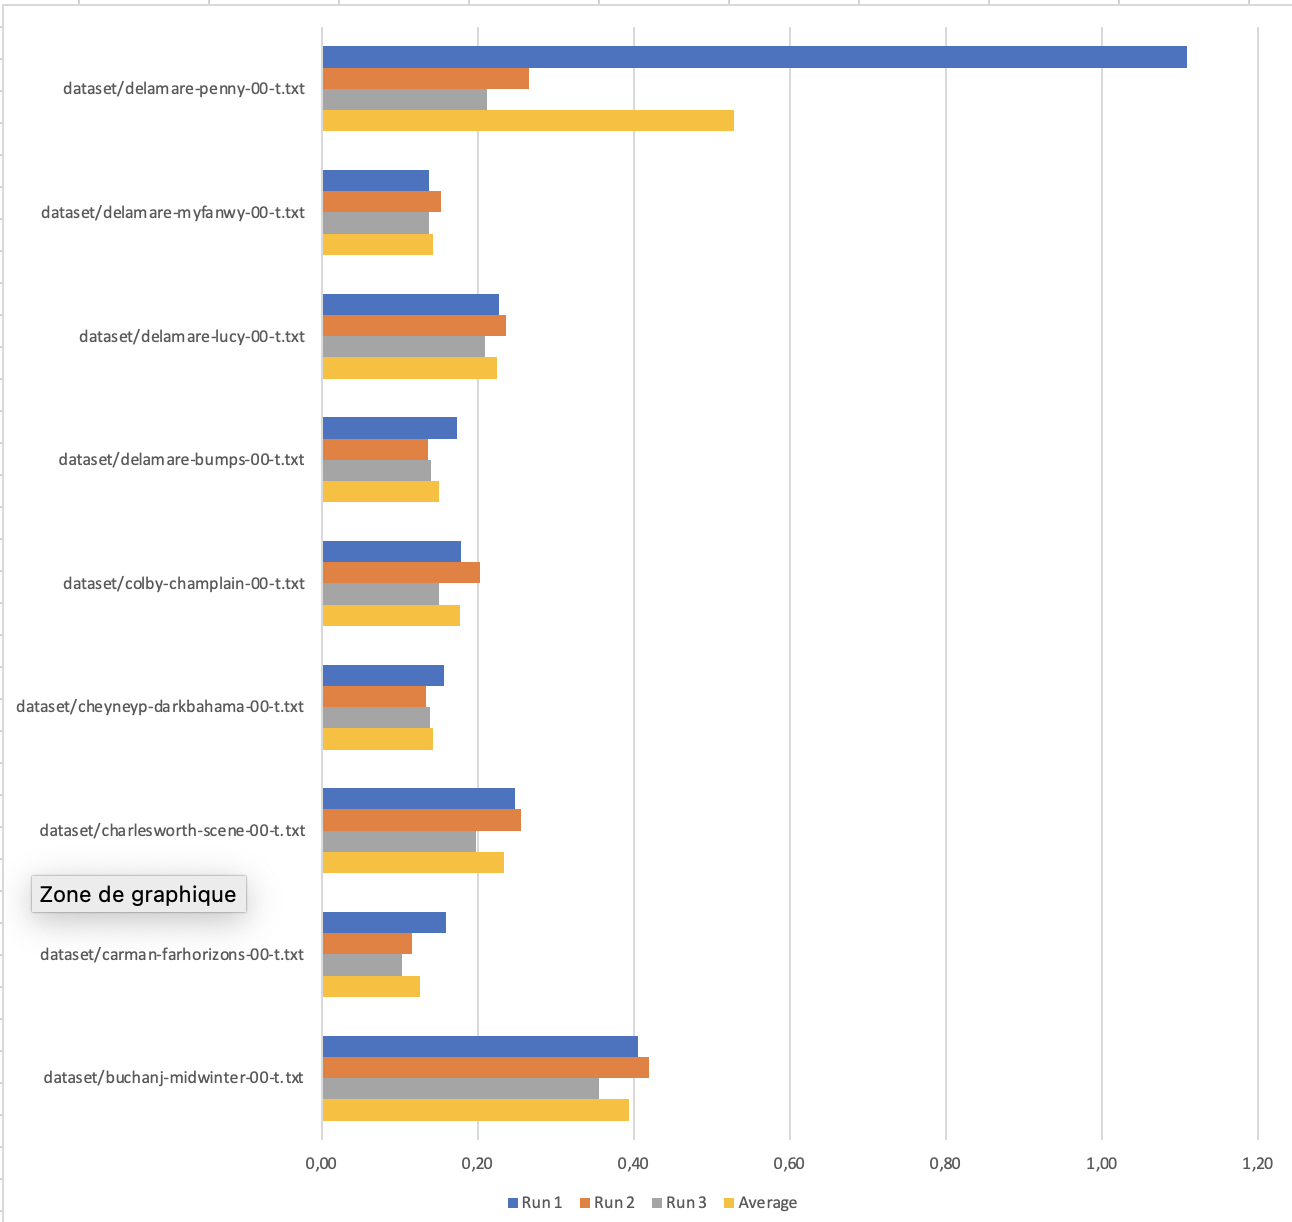 dataset/delamare-penny-00-t.txt
dataset/delamare-myfanwy-00-t.txt
dataset/delamare-lucy-00-t.txt
dataset/delamare-bumps-00-t.txt
dataset/colby-champlain-00-t.txt
dataset/cheyneyp-darkbahama-00-t.txt
dataset/charlesworth-scene-00-t.txt
Zone de graphique
dataset/carman-farhorizons-00-t.txt
dataset/buchanj-midwinter-00-t.txt
0,00 0,20 0,40 0,60 0,80 1,00 1,20
Run 1 Run 2 Run 3 Average